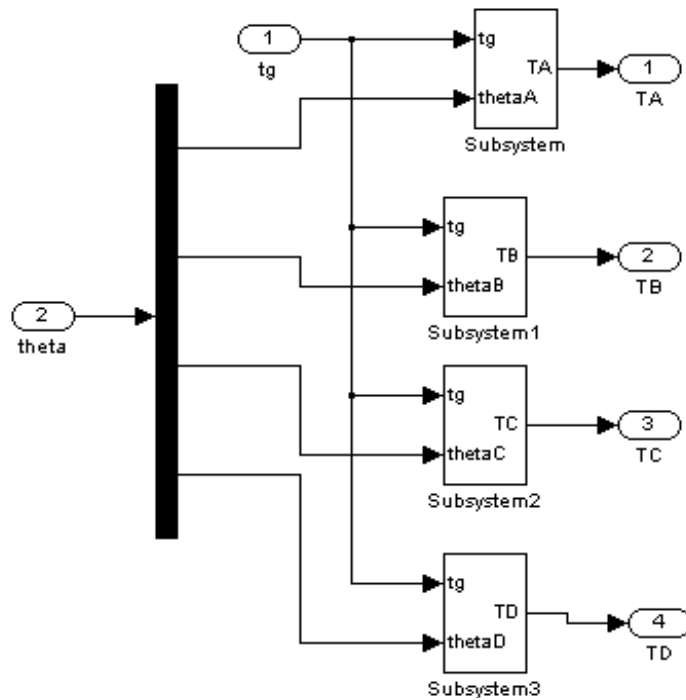 1
tg
tg
TA
thetaA
Subsystem
1
TA
tg
TB
thetaB
Subsystem1
2
TB
2
theta
tg
TC
thetaC
Subsystem2
3
TC
tg
TD
thetaD
Subsystem3
4
TD